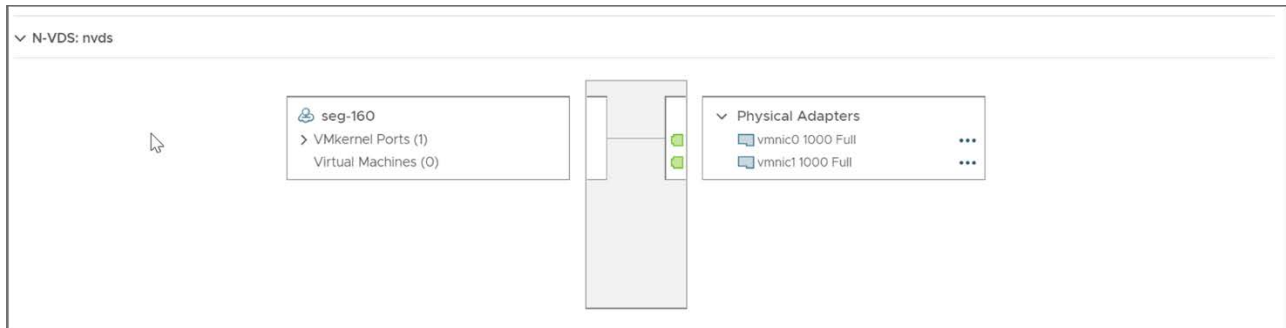 N-VDS: nvds
seg-160
VMkernel Ports (1)
Virtual Machines (0)
Physical Adapters
vmnic0 1000 Full
vmnic1 1000 Full